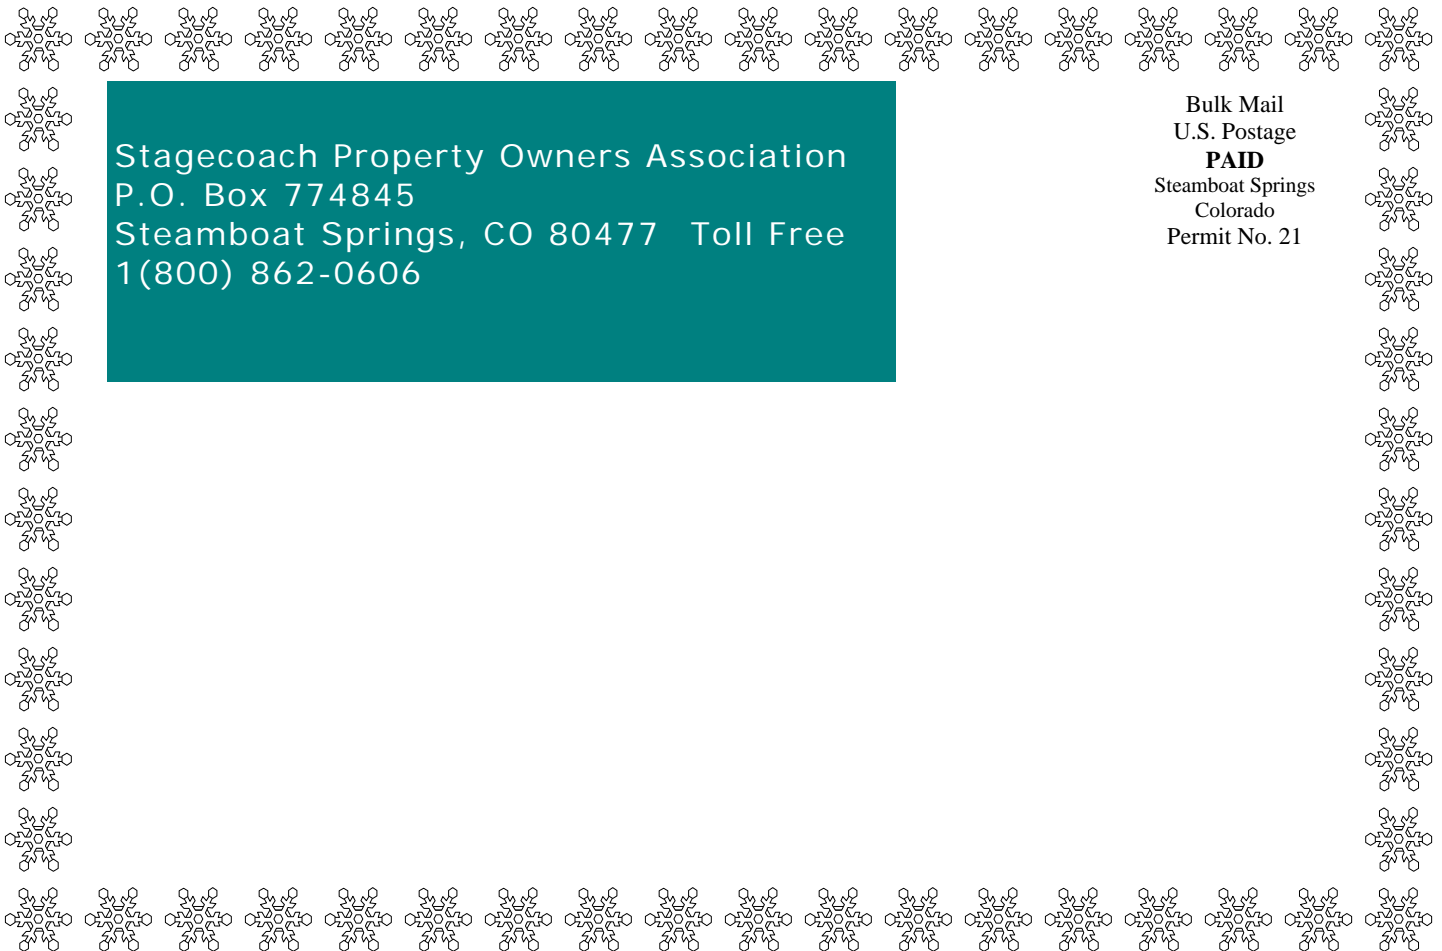 Stagecoach Property Owners Association
P.O. Box 774845
Steamboat Springs, CO 80477  Toll Free
1(800) 862-0606
Bulk Mail
U.S. Postage
PAID
Steamboat Springs
Colorado
Permit No. 21